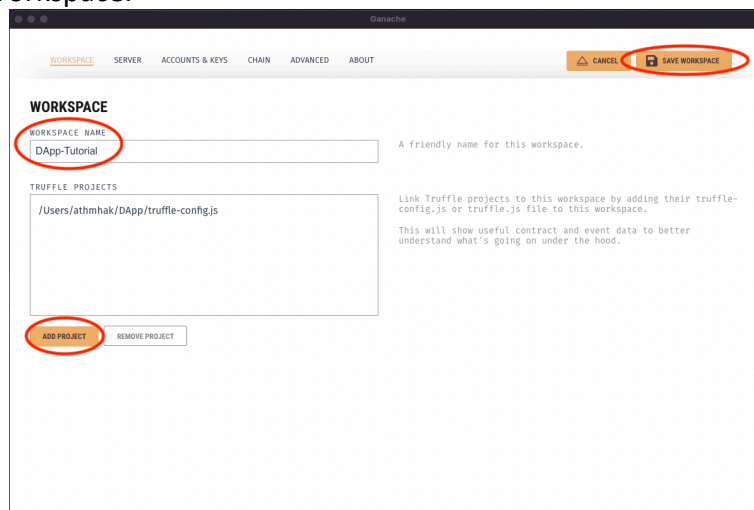 workspace.
Ganache
WORKSPACE SERVER ACCOUNTS & KEYS CHAIN ADVANCED ABOUT CANCEL SAVE WORKSPACE
WORKSPACE
WORKSPACE NAME
DApp-Tutorial
A friendly name for this workspace.
TRUFFLE PROJECTS
/Users/athmhak/DApp/truffle-config.js
Link Truffle projects to this workspace by adding their truffle-
config.js or truffle.js file to this workspace.
This will show useful contract and event data to better
understand what's going on under the hood.
ADD PROJECT REMOVE PROJECT